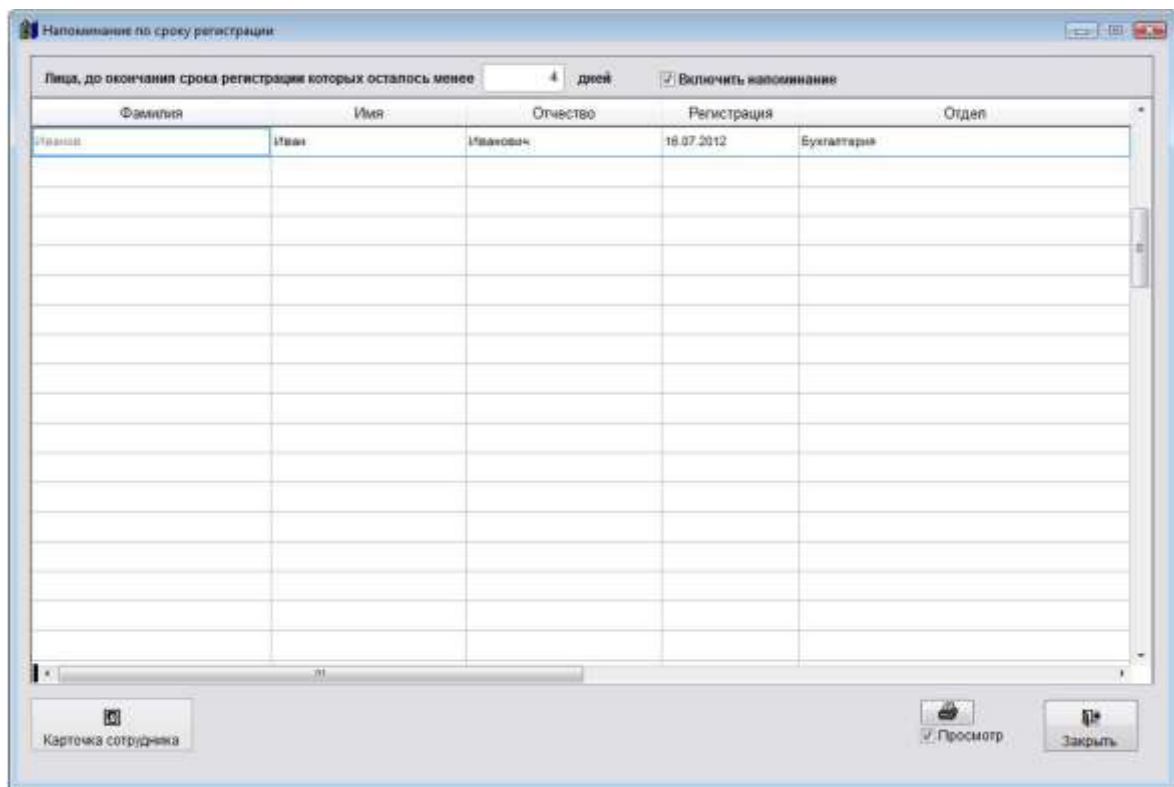 Напоминание по сроку регистрации
Лица, до окончания срока регистрации которых осталось менее 4 дней Включить напоминание
Фамилия Имя Отчество Регистрация Отдел
Иванов Иван Иванович 16.07.2012 Бухгалтерия
Карточка сотрудника
Просмотр
Закрыть